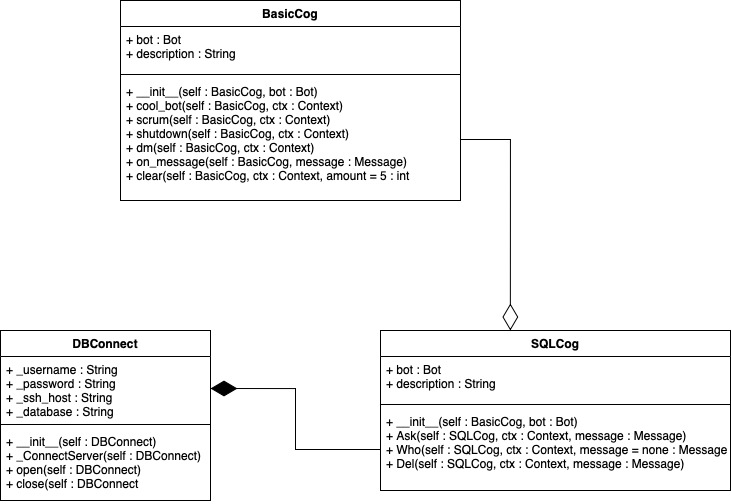 BasicCog
+ bot : Bot
+ description : String
+ __init__(self : BasicCog, bot : Bot)
+ cool_bot(self : BasicCog, ctx : Context)
+ scrum(self : BasicCog, ctx : Context)
+ shutdown(self : BasicCog, ctx : Context)
+ dm(self : BasicCog, ctx : Context)
+ on_message(self : BasicCog, message : Message)
+ clear(self : BasicCog, ctx : Context, amount = 5 : int
DBConnect
+ _username : String
+ _password : String
+ _ssh_host : String
+ _database : String
+ __init__(self : DBConnect)
+ _ConnectServer(self : DBConnect)
+ open(self : DBConnect)
+ close(self : DBConnect
SQLCog
+ bot : Bot
+ description : String
+ __init__(self : BasicCog, bot : Bot)
+ Ask(self : SQLCog, ctx : Context, message : Message)
+ Who(self : SQLCog, ctx : Context, message = none : Message
+ Del(self : SQLCog, ctx : Context, message : Message)